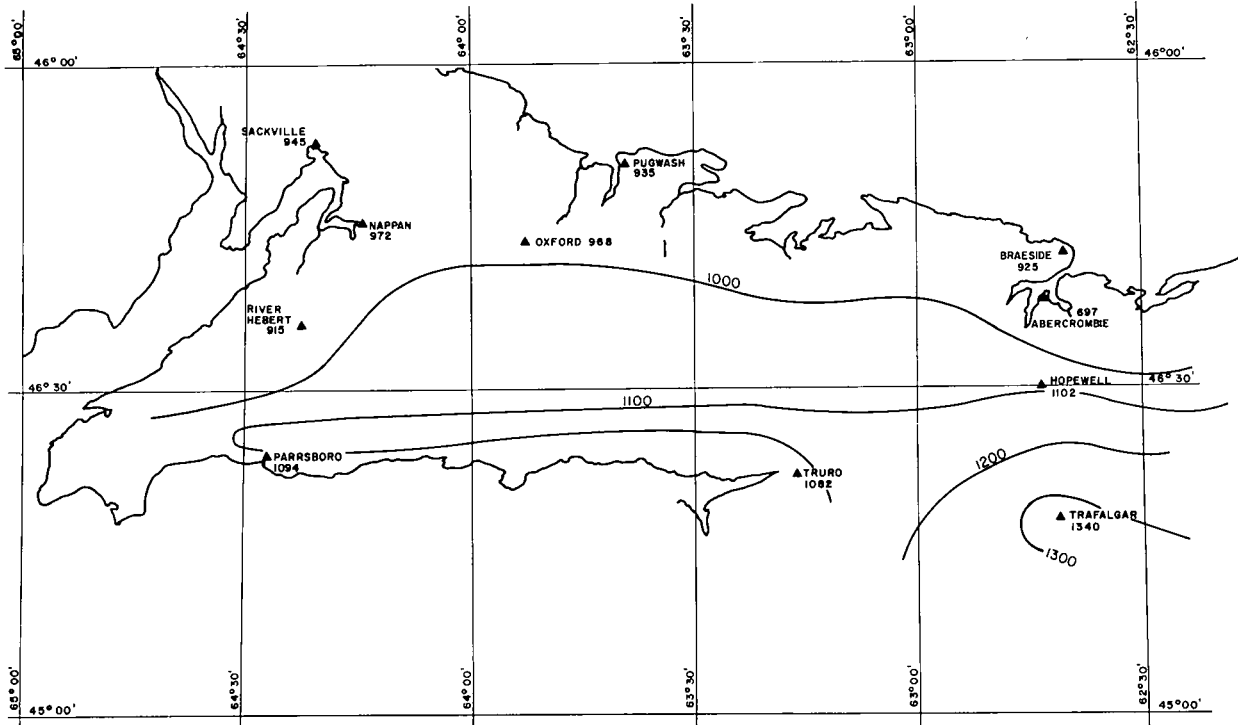 65°00'
64°30'
64°00'
63°30'
63°00'
62°30'
46°00'
46°00'
SACKVILLE
945
PUGWASH
935
NAPPAN
972
OXFORD 968
BRAESIDE
925
1000
RIVER
HEBERT
915
697
ABERCROMBIE
46°30'
HOPEWELL
1102
46°30'
1100
PARRSBORO
1094
1200
TRURO
1082
TRAFALGAR
1340
1300
65°00'
64°30'
64°00'
63°30'
63°00'
62°30'
45°00'
45°00'